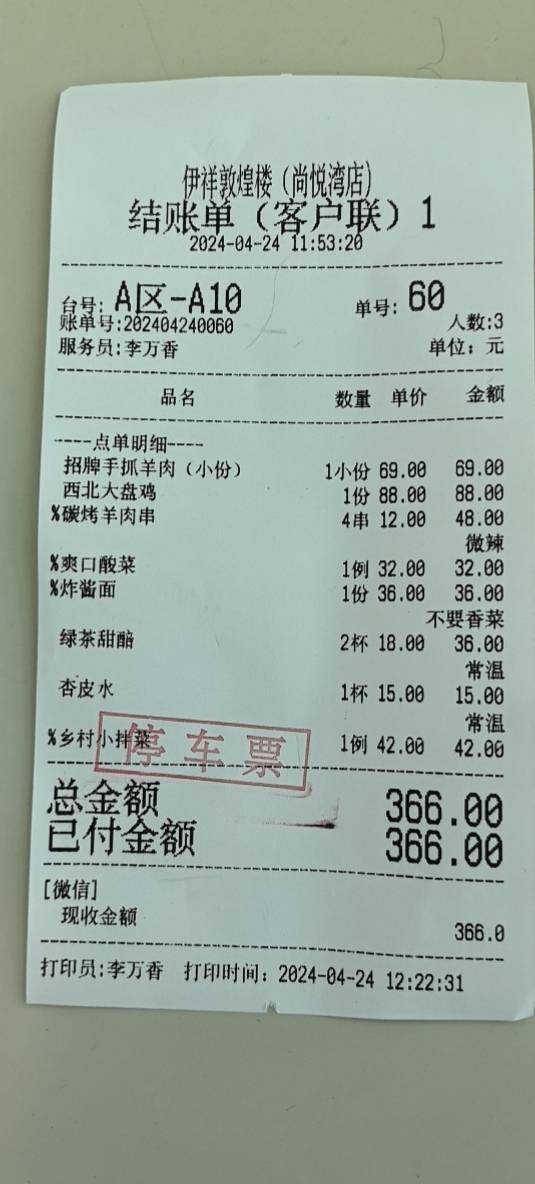 伊祥敦煌楼（尚悦湾店）
结账单（客户联）1
2024-04-24 11:53:20
台号: A区-A10 单号: 60
账单号:202404240060 人数:3
服务员:李万香 单位: 元
品名 数量 单价 金额
----点单明细----
招牌手抓羊肉（小份） 1小份 69.00 69.00
西北大盘鸡 1份 88.00 88.00
%碳烤羊肉串 4串 12.00 48.00
微辣
%爽口酸菜 1例 32.00 32.00
%炸酱面 1份 36.00 36.00
不要香菜
绿茶甜醅 2杯 18.00 36.00
常温
杏皮水 1杯 15.00 15.00
常温
%乡村小拌菜 1例 42.00 42.00
停车票
总金额 366.00
已付金额 366.00
[微信]
现收金额 366.0
打印员:李万香 打印时间: 2024-04-24 12:22:31